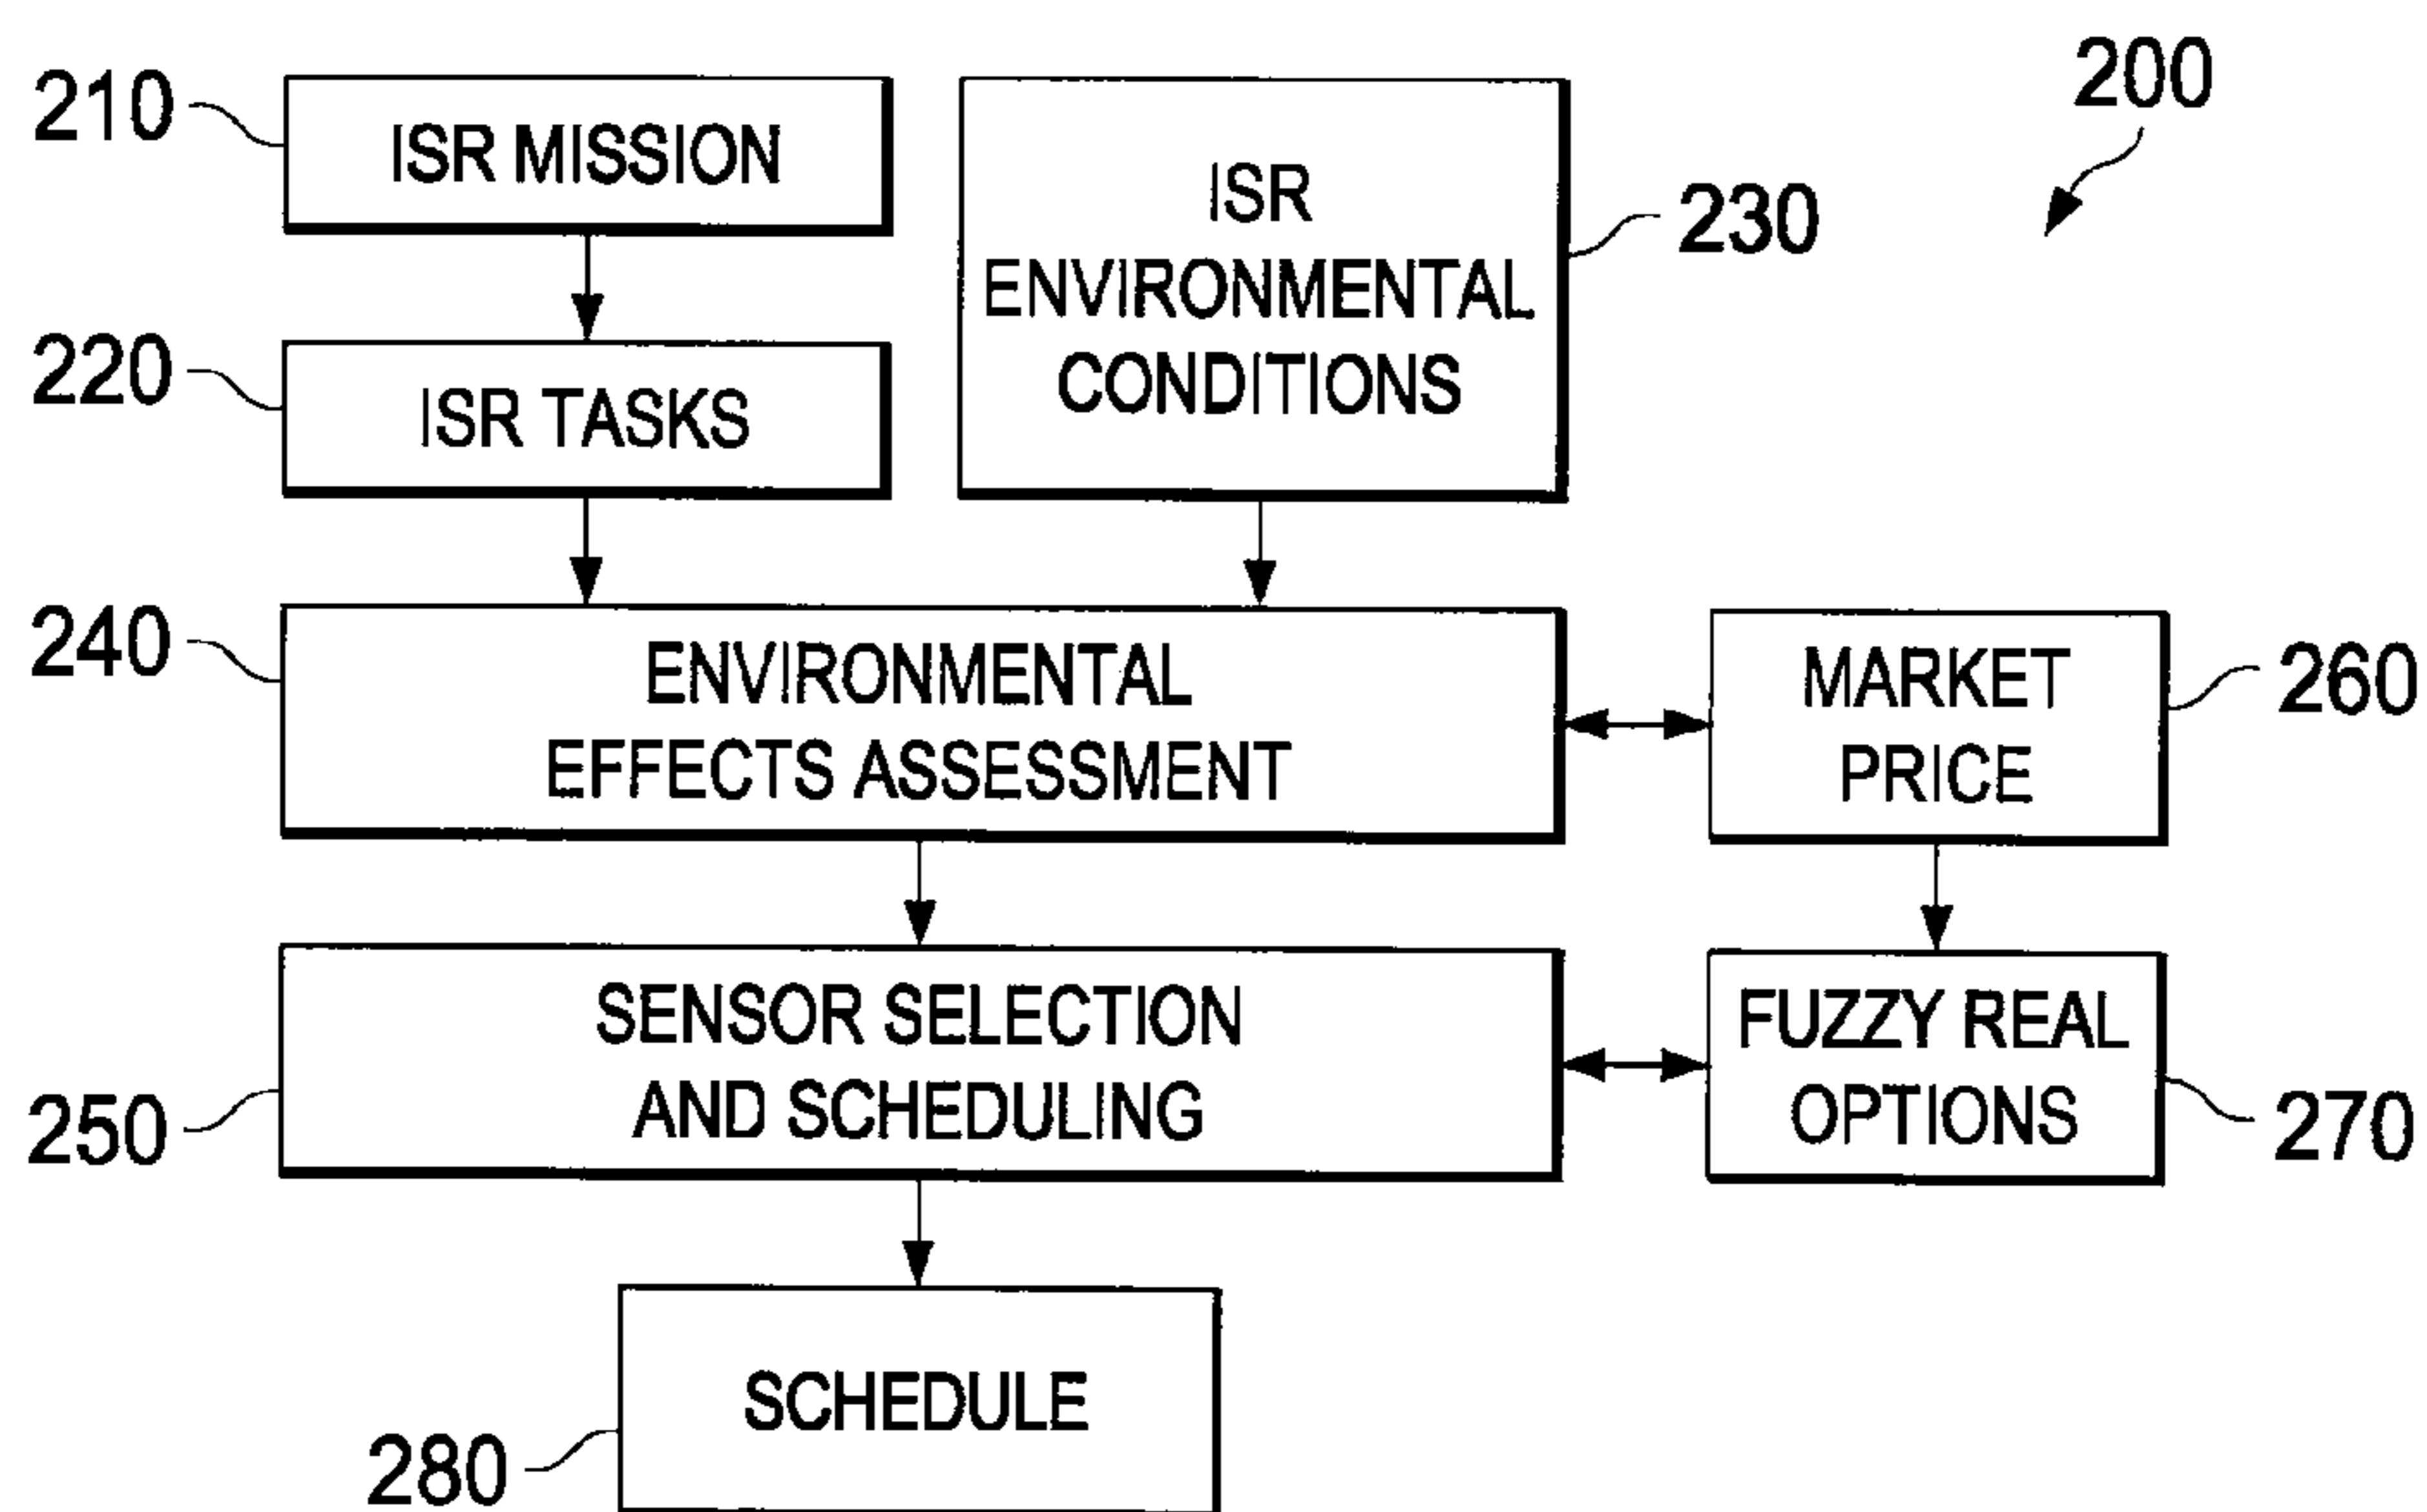 200
210
ISR MISSION
ISR
ENVIRONMENTAL
CONDITIONS
230
220
ISR TASKS
240
ENVIRONMENTAL
EFFECTS ASSESSMENT
MARKET
PRICE
260
250
SENSOR SELECTION
AND SCHEDULING
FUZZY REAL
OPTIONS
270
280
SCHEDULE